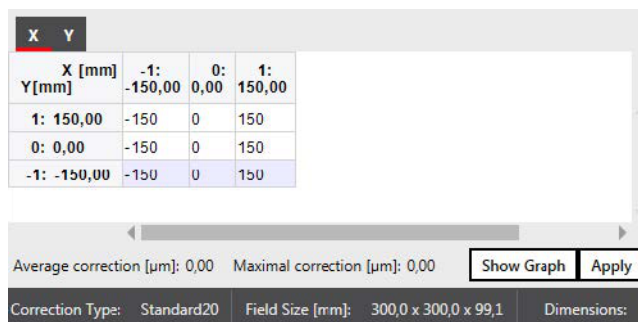 X Y
X [mm] -1: 0: 1:
Y[mm] -150,00 0,00 150,00
1: 150,00 -150 0 150
0: 0,00 -150 0 150
-1: -150,00 -150 0 150
Average correction [µm]: 0,00 Maximal correction [µm]: 0,00 Show Graph Apply
Correction Type: Standard20 Field Size [mm]: 300,0 x 300,0 x 99,1 Dimensions: